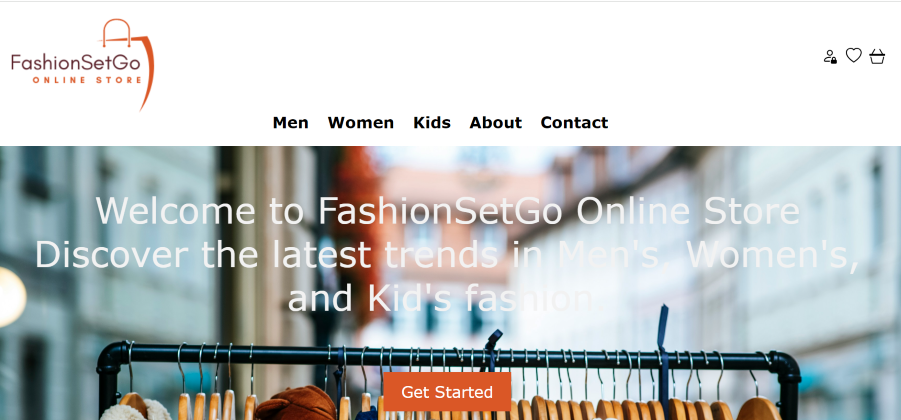 FashionSetGo
ONLINE STORE
Men Women Kids About Contact
Welcome to FashionSetGo Online Store
Discover the latest trends in Men's. Women's,
and Kid's fashion
Get Started